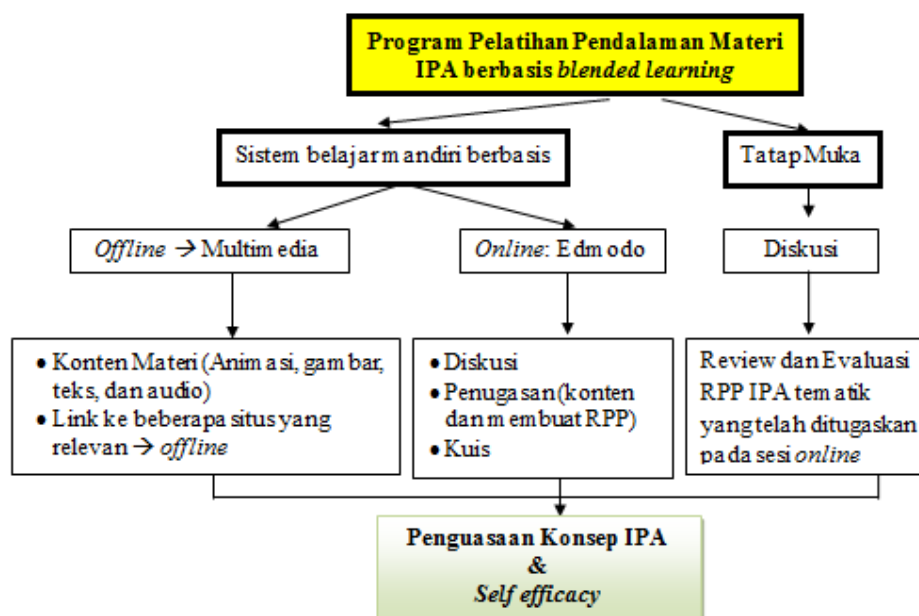 Program Pelatihan Pendalaman Materi
IPA berbasis blended learning
Sistem belajar mandiri berbasis
Tatap Muka
Offline → Multimedia
Online: Edmodo
Diskusi
• Konten Materi (Animasi, gambar,
teks, dan audio)
• Link ke beberapa situs yang
relevan → offline
• Diskusi
• Penugasan (konten
dan membuat RPP)
• Kuis
Review dan Evaluasi
RPP IPA tematik
yang telah ditugaskan
pada sesi online
Penguasaan Konsep IPA
&
Self efficacy